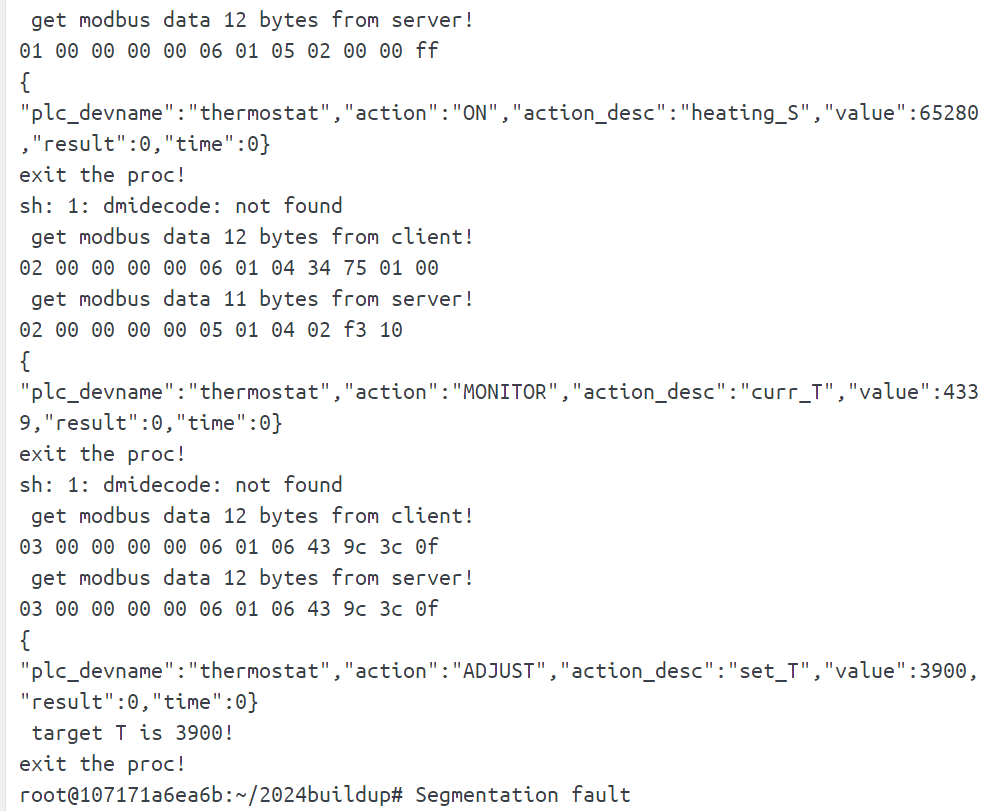 get modbus data 12 bytes from server!
01 00 00 00 00 06 01 05 02 00 00 ff
{
"plc_devname":"thermostat","action":"ON","action_desc":"heating_S","value":65280
,"result":0,"time":0}
exit the proc!
sh: 1: dmidecode: not found
get modbus data 12 bytes from client!
02 00 00 00 00 06 01 04 34 75 01 00
get modbus data 11 bytes from server!
02 00 00 00 00 05 01 04 02 f3 10
{
"plc_devname":"thermostat","action":"MONITOR","action_desc":"curr_T","value":433
9,"result":0,"time":0}
exit the proc!
sh: 1: dmidecode: not found
get modbus data 12 bytes from client!
03 00 00 00 00 06 01 06 43 9c 3c 0f
get modbus data 12 bytes from server!
03 00 00 00 00 06 01 06 43 9c 3c 0f
{
"plc_devname":"thermostat","action":"ADJUST","action_desc":"set_T","value":3900,
"result":0,"time":0}
target T is 3900!
exit the proc!
root@107171a6ea6b:~/2024buildup# Segmentation fault